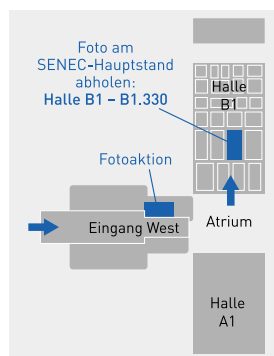 Foto am
SENEC-Hauptstand
abholen:
Halle B1 – B1.330
Halle
B1
Fotoaktion
Eingang West
Atrium
Halle
A1